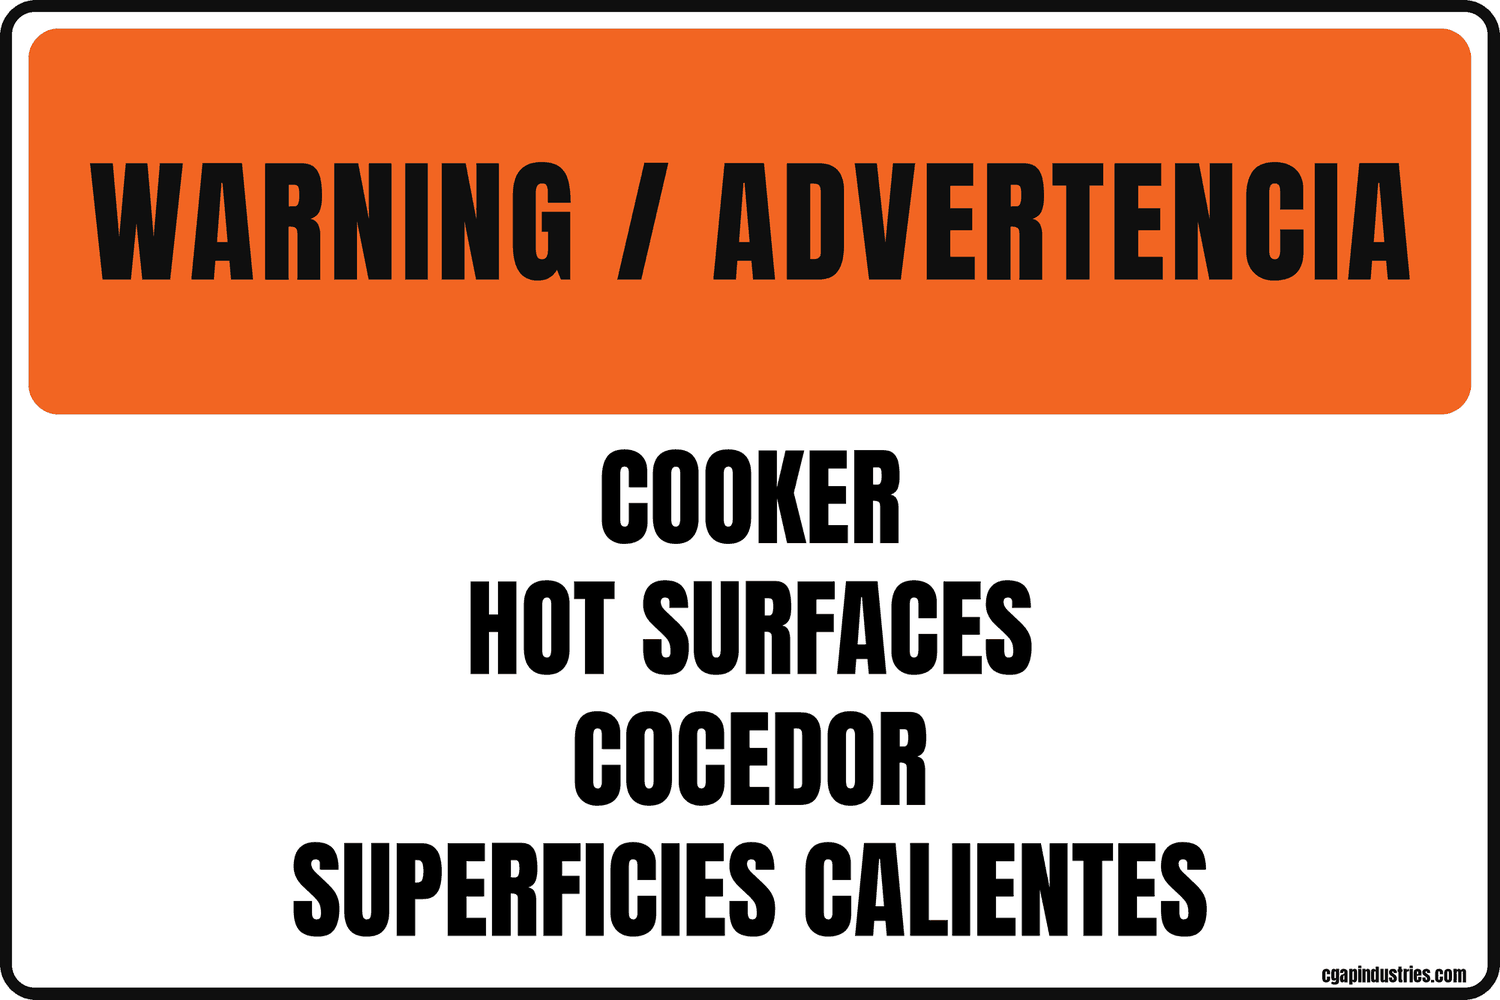 WARNING / ADVERTENCIA
COOKER
HOT SURFACES
COCEDOR
SUPERFICIES CALIENTES
cgapindustries.com